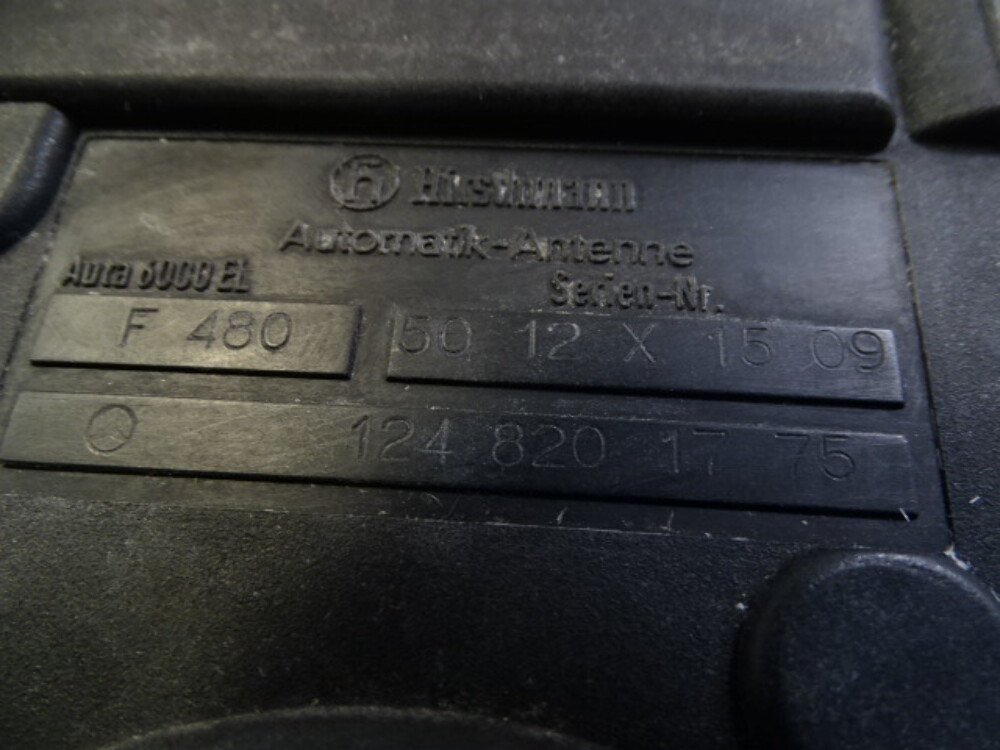 Hirschmann
Automatik-Antenne
Auta 6000 EL
Serien-Nr.
F 480
50 12 X 15 09
124 820 17 75